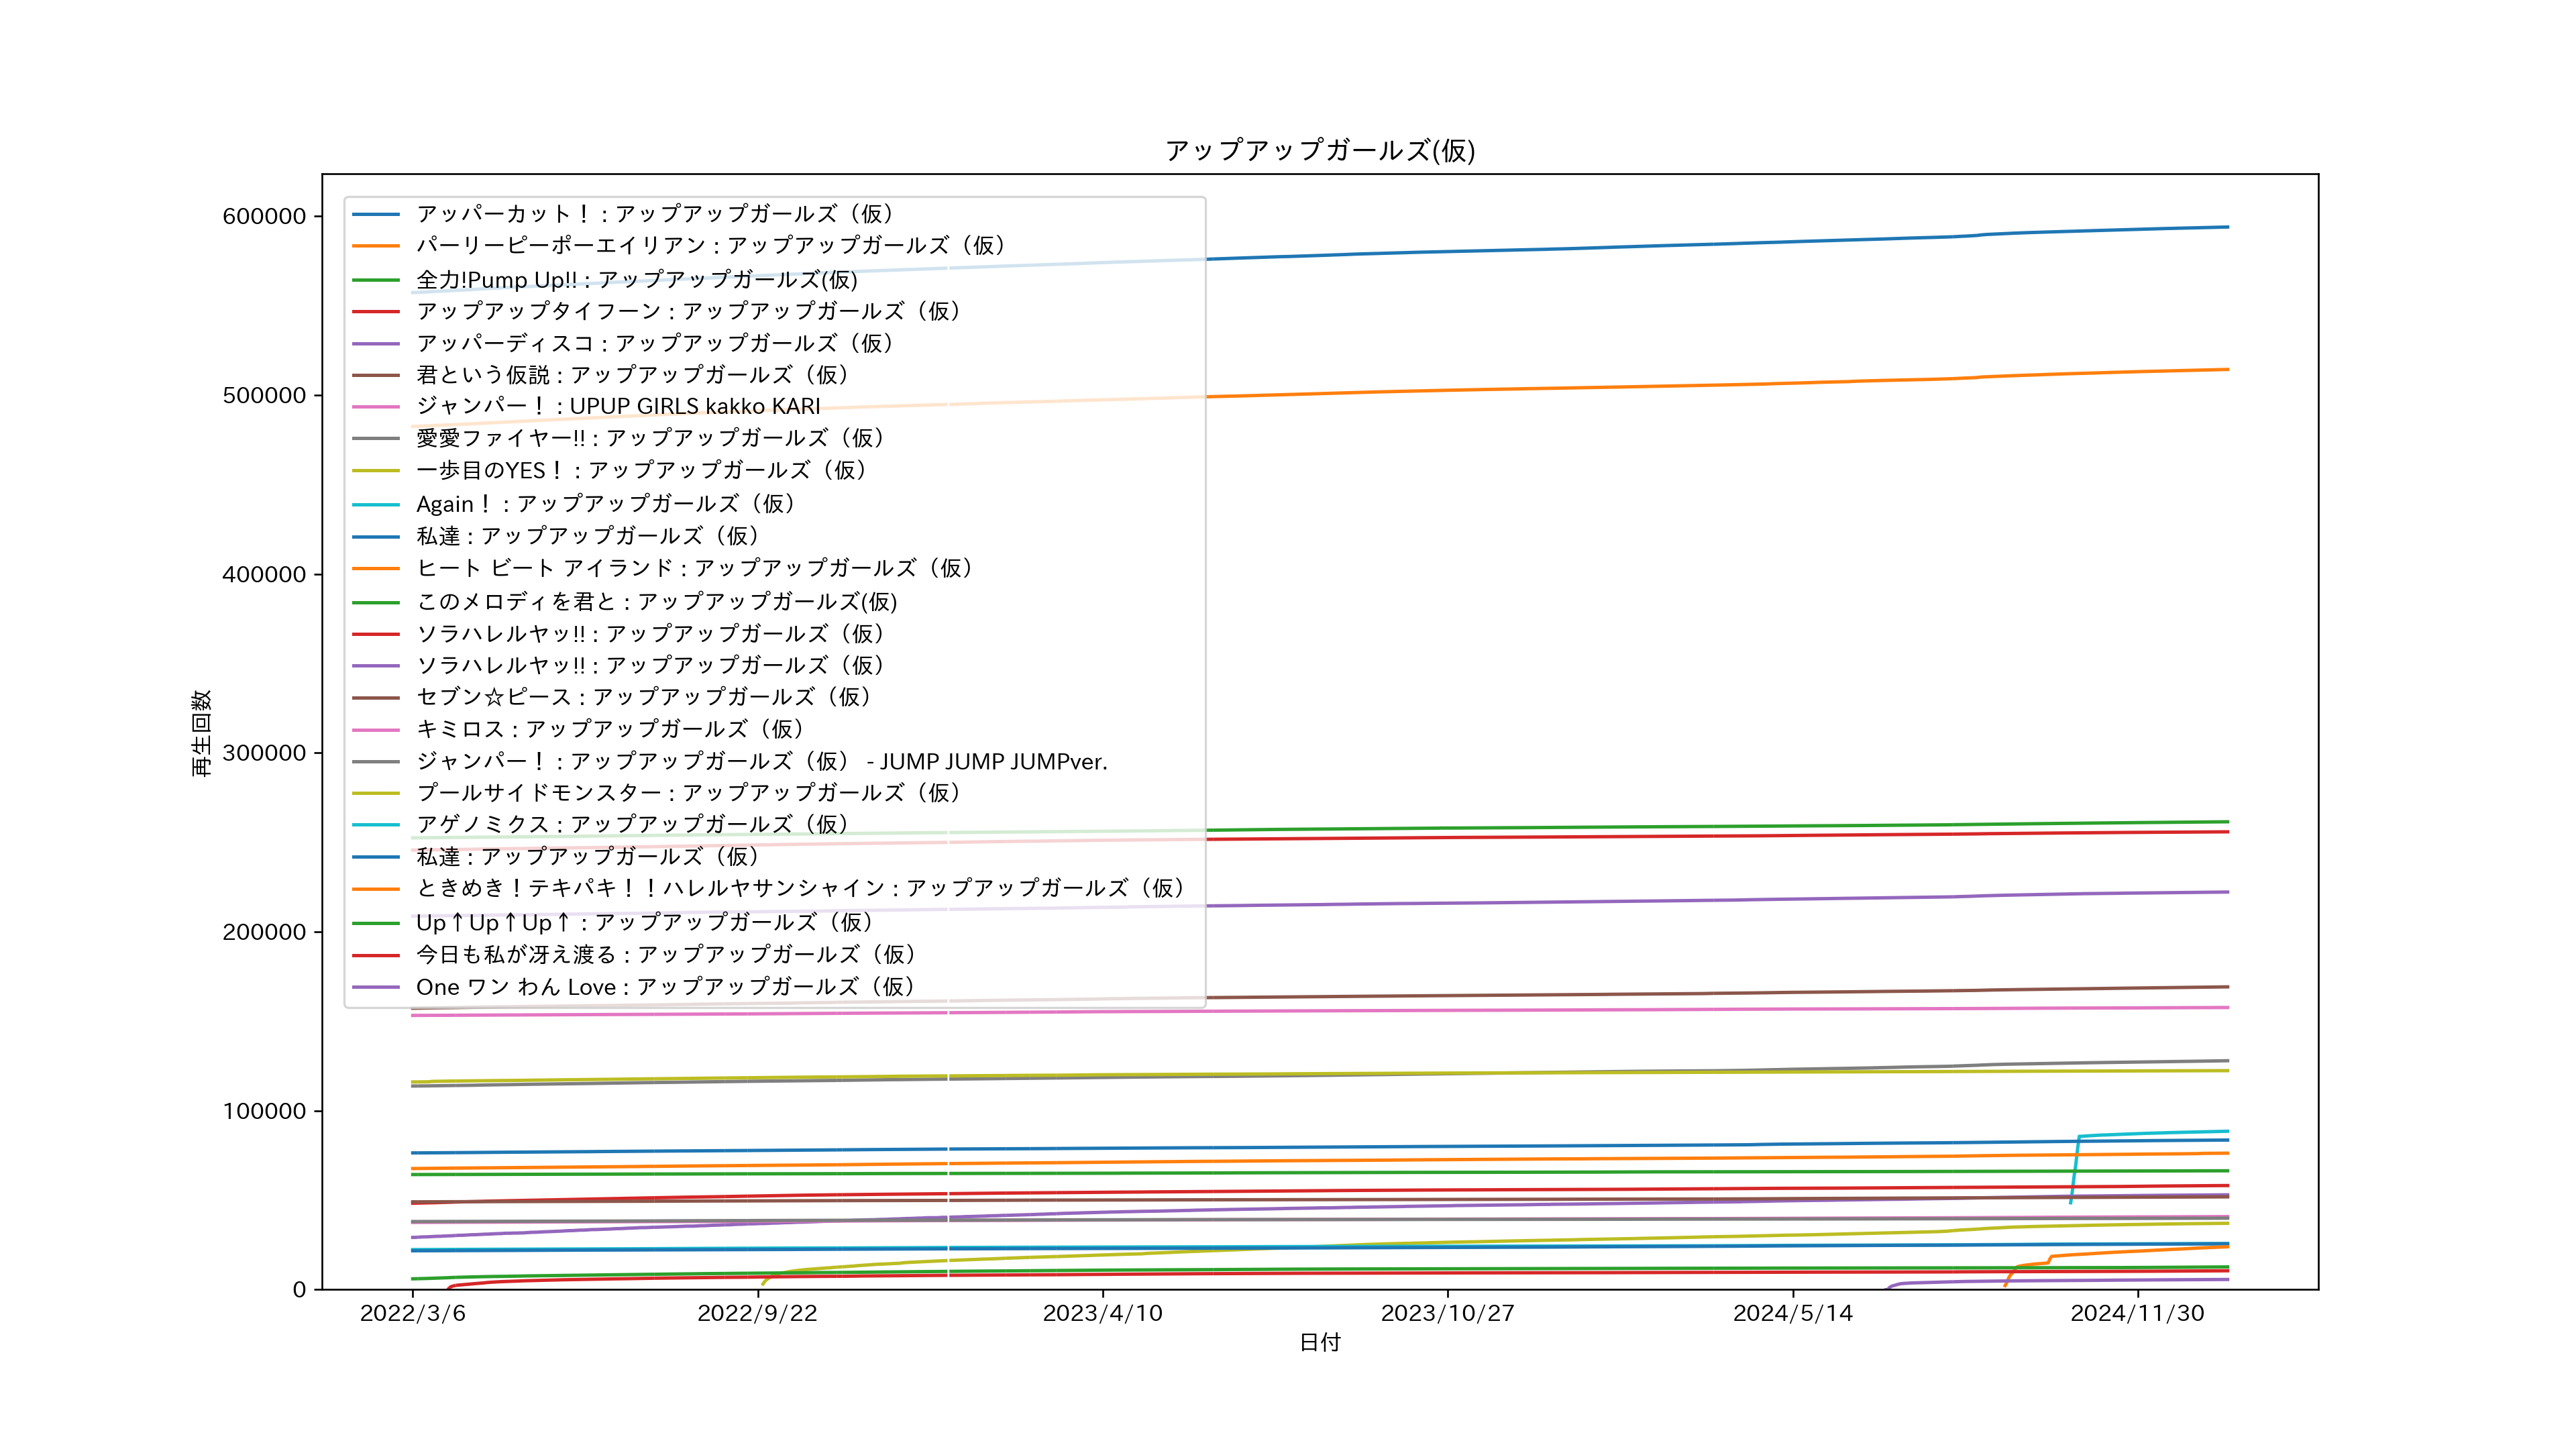 アップアップガールズ(仮)
600000
500000
400000
300000
200000
100000
0
再生回数
アッパーカット！ : アップアップガールズ（仮）
パーリーピーポーエイリアン : アップアップガールズ（仮）
全力!Pump Up!! : アップアップガールズ(仮)
アップアップタイフーン : アップアップガールズ（仮）
アッパーディスコ : アップアップガールズ（仮）
君という仮説 : アップアップガールズ（仮）
ジャンパー！ : UPUP GIRLS kakko KARI
愛愛ファイヤー!! : アップアップガールズ（仮）
一歩目のYES！ : アップアップガールズ（仮）
Again！ : アップアップガールズ（仮）
私達 : アップアップガールズ（仮）
ヒート ビート アイランド : アップアップガールズ（仮）
このメロディを君と : アップアップガールズ(仮)
ソラハレルヤッ!! : アップアップガールズ（仮）
ソラハレルヤッ!! : アップアップガールズ（仮）
セブン☆ピース : アップアップガールズ（仮）
キミロス : アップアップガールズ（仮）
ジャンパー！ : アップアップガールズ（仮） - JUMP JUMP JUMPver.
プールサイドモンスター : アップアップガールズ（仮）
アゲノミクス : アップアップガールズ（仮）
私達 : アップアップガールズ（仮）
ときめき！テキパキ！！ハレルヤサンシャイン : アップアップガールズ（仮）
Up↑Up↑Up↑ : アップアップガールズ（仮）
今日も私が冴え渡る : アップアップガールズ（仮）
One ワン わん Love : アップアップガールズ（仮）
2022/3/6
2022/9/22
2023/4/10
2023/10/27
2024/5/14
2024/11/30
日付